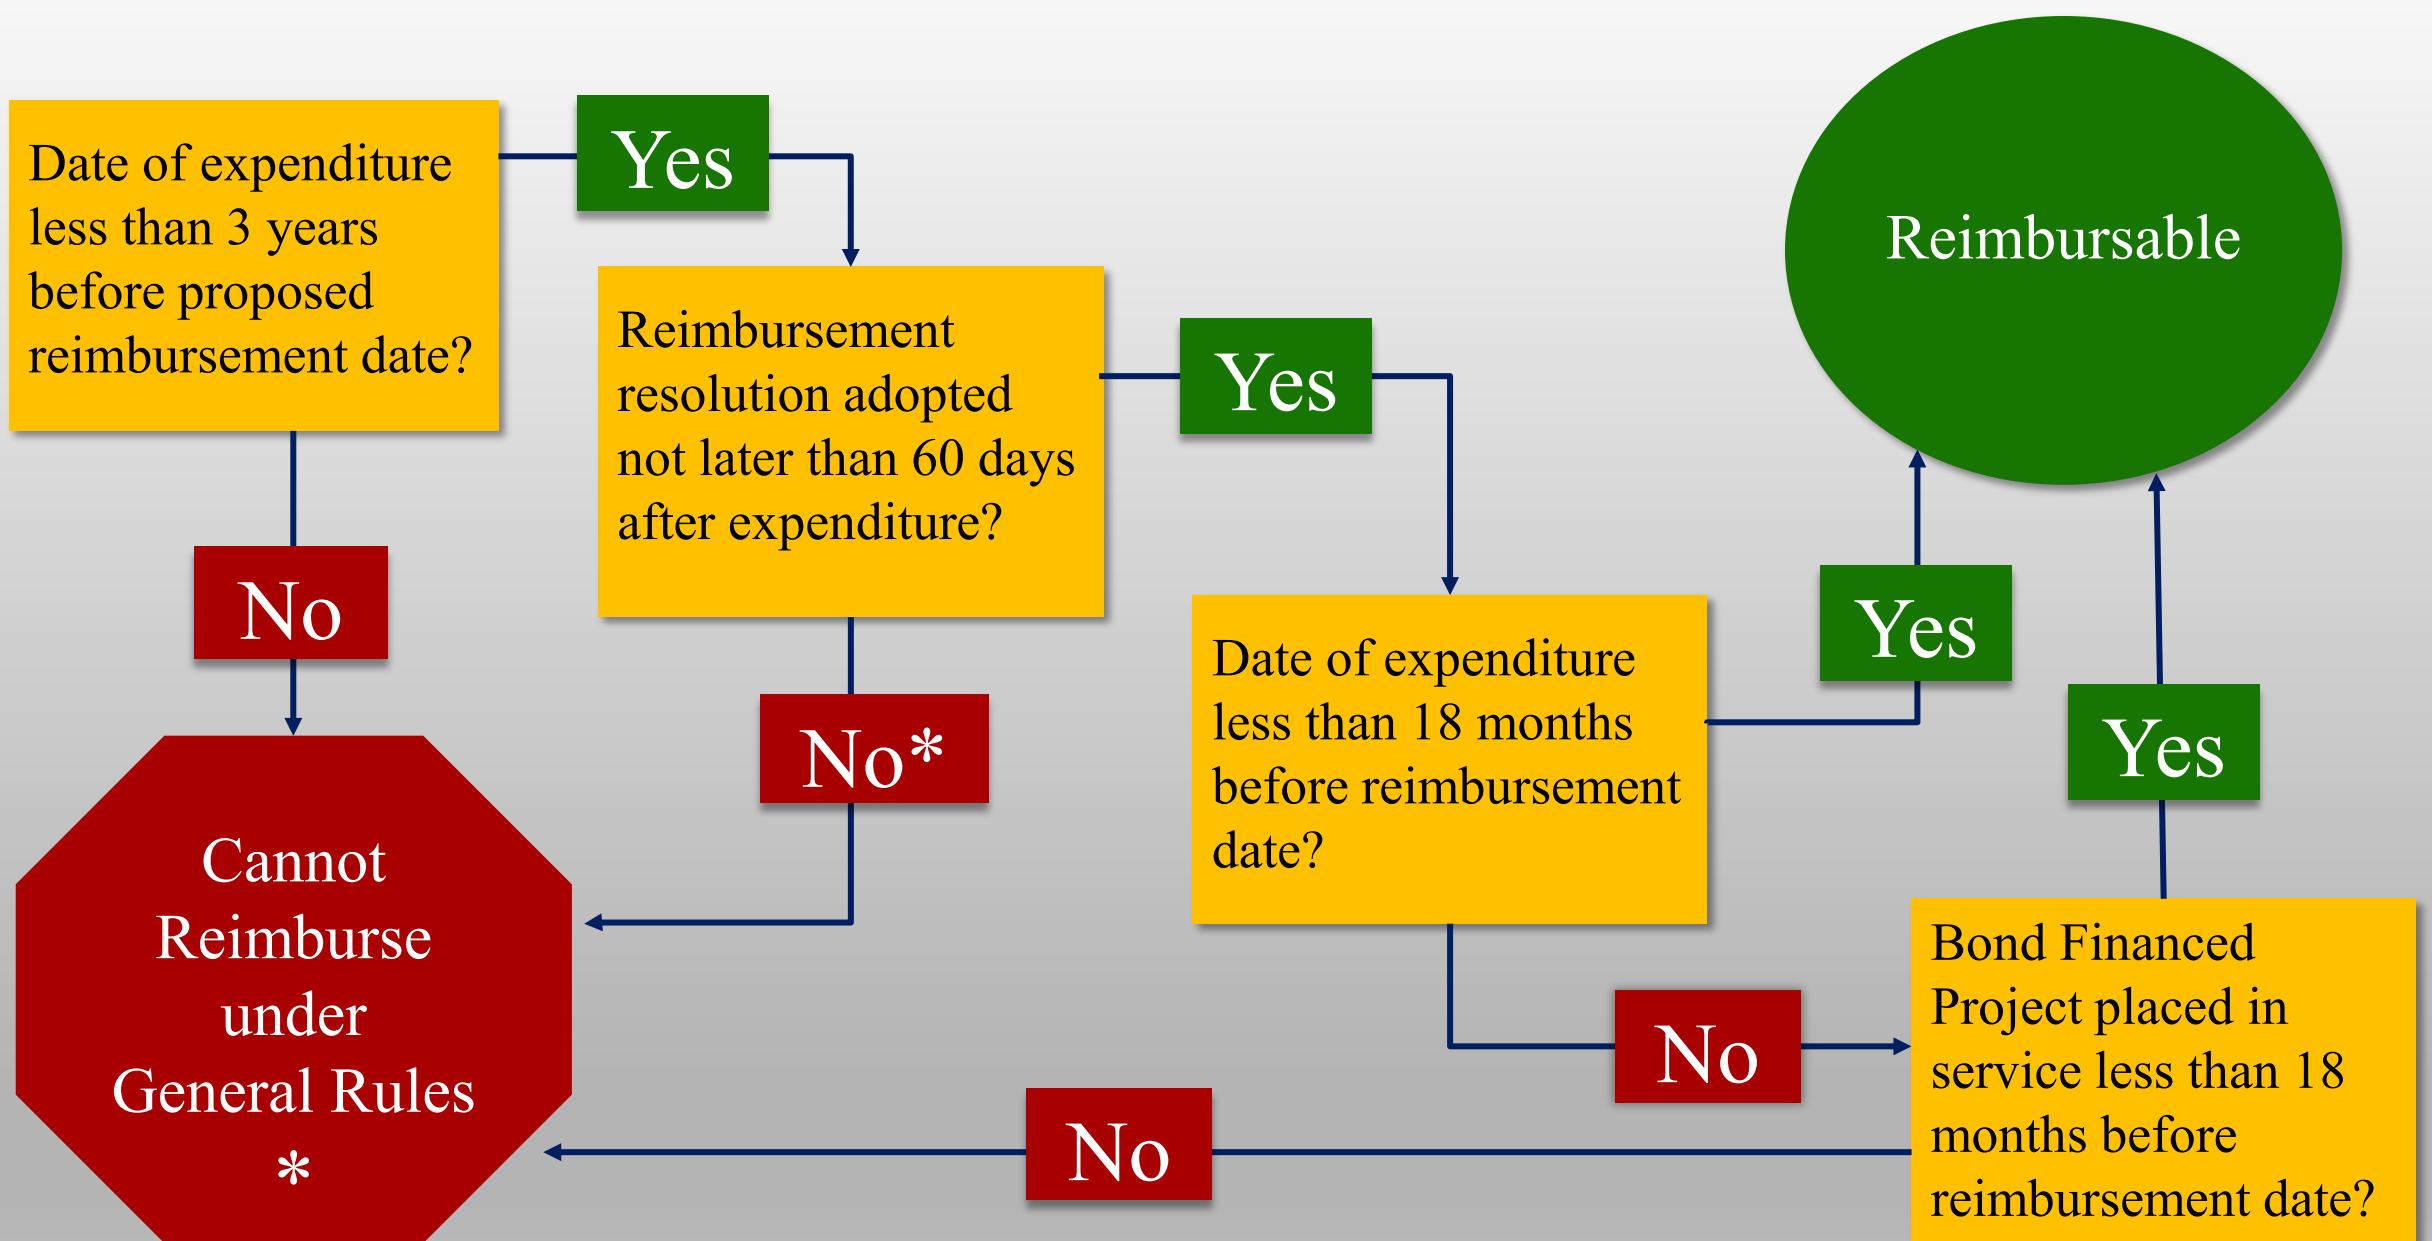 Date of expenditure
less than 3 years
before proposed
reimbursement date?
Yes
No
Reimbursement
resolution adopted
not later than 60 days
after expenditure?
Yes
No*
Date of expenditure
less than 18 months
before reimbursement
date?
Yes
No
Bond Financed
Project placed in
service less than 18
months before
reimbursement date?
Yes
No
Reimbursable
Cannot
Reimburse
under
General Rules
*